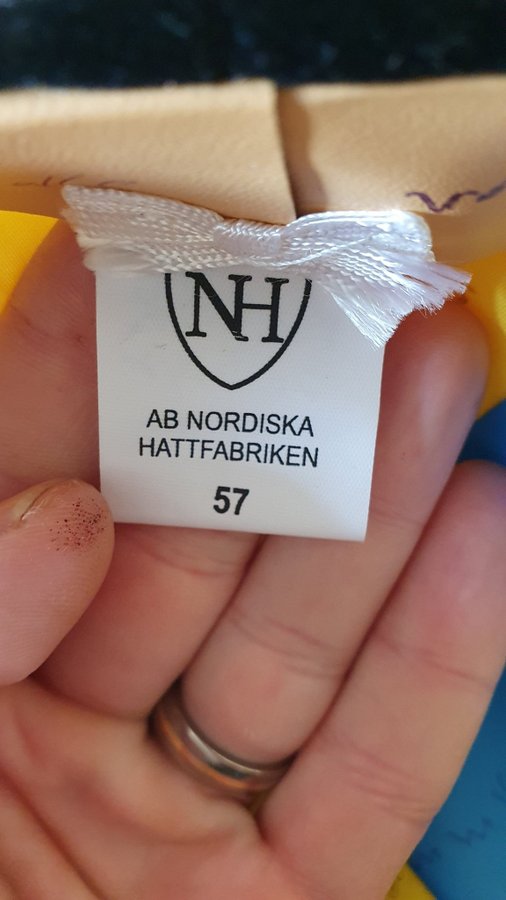 NH
AB NORDISKA
HATTFABRIKEN
57